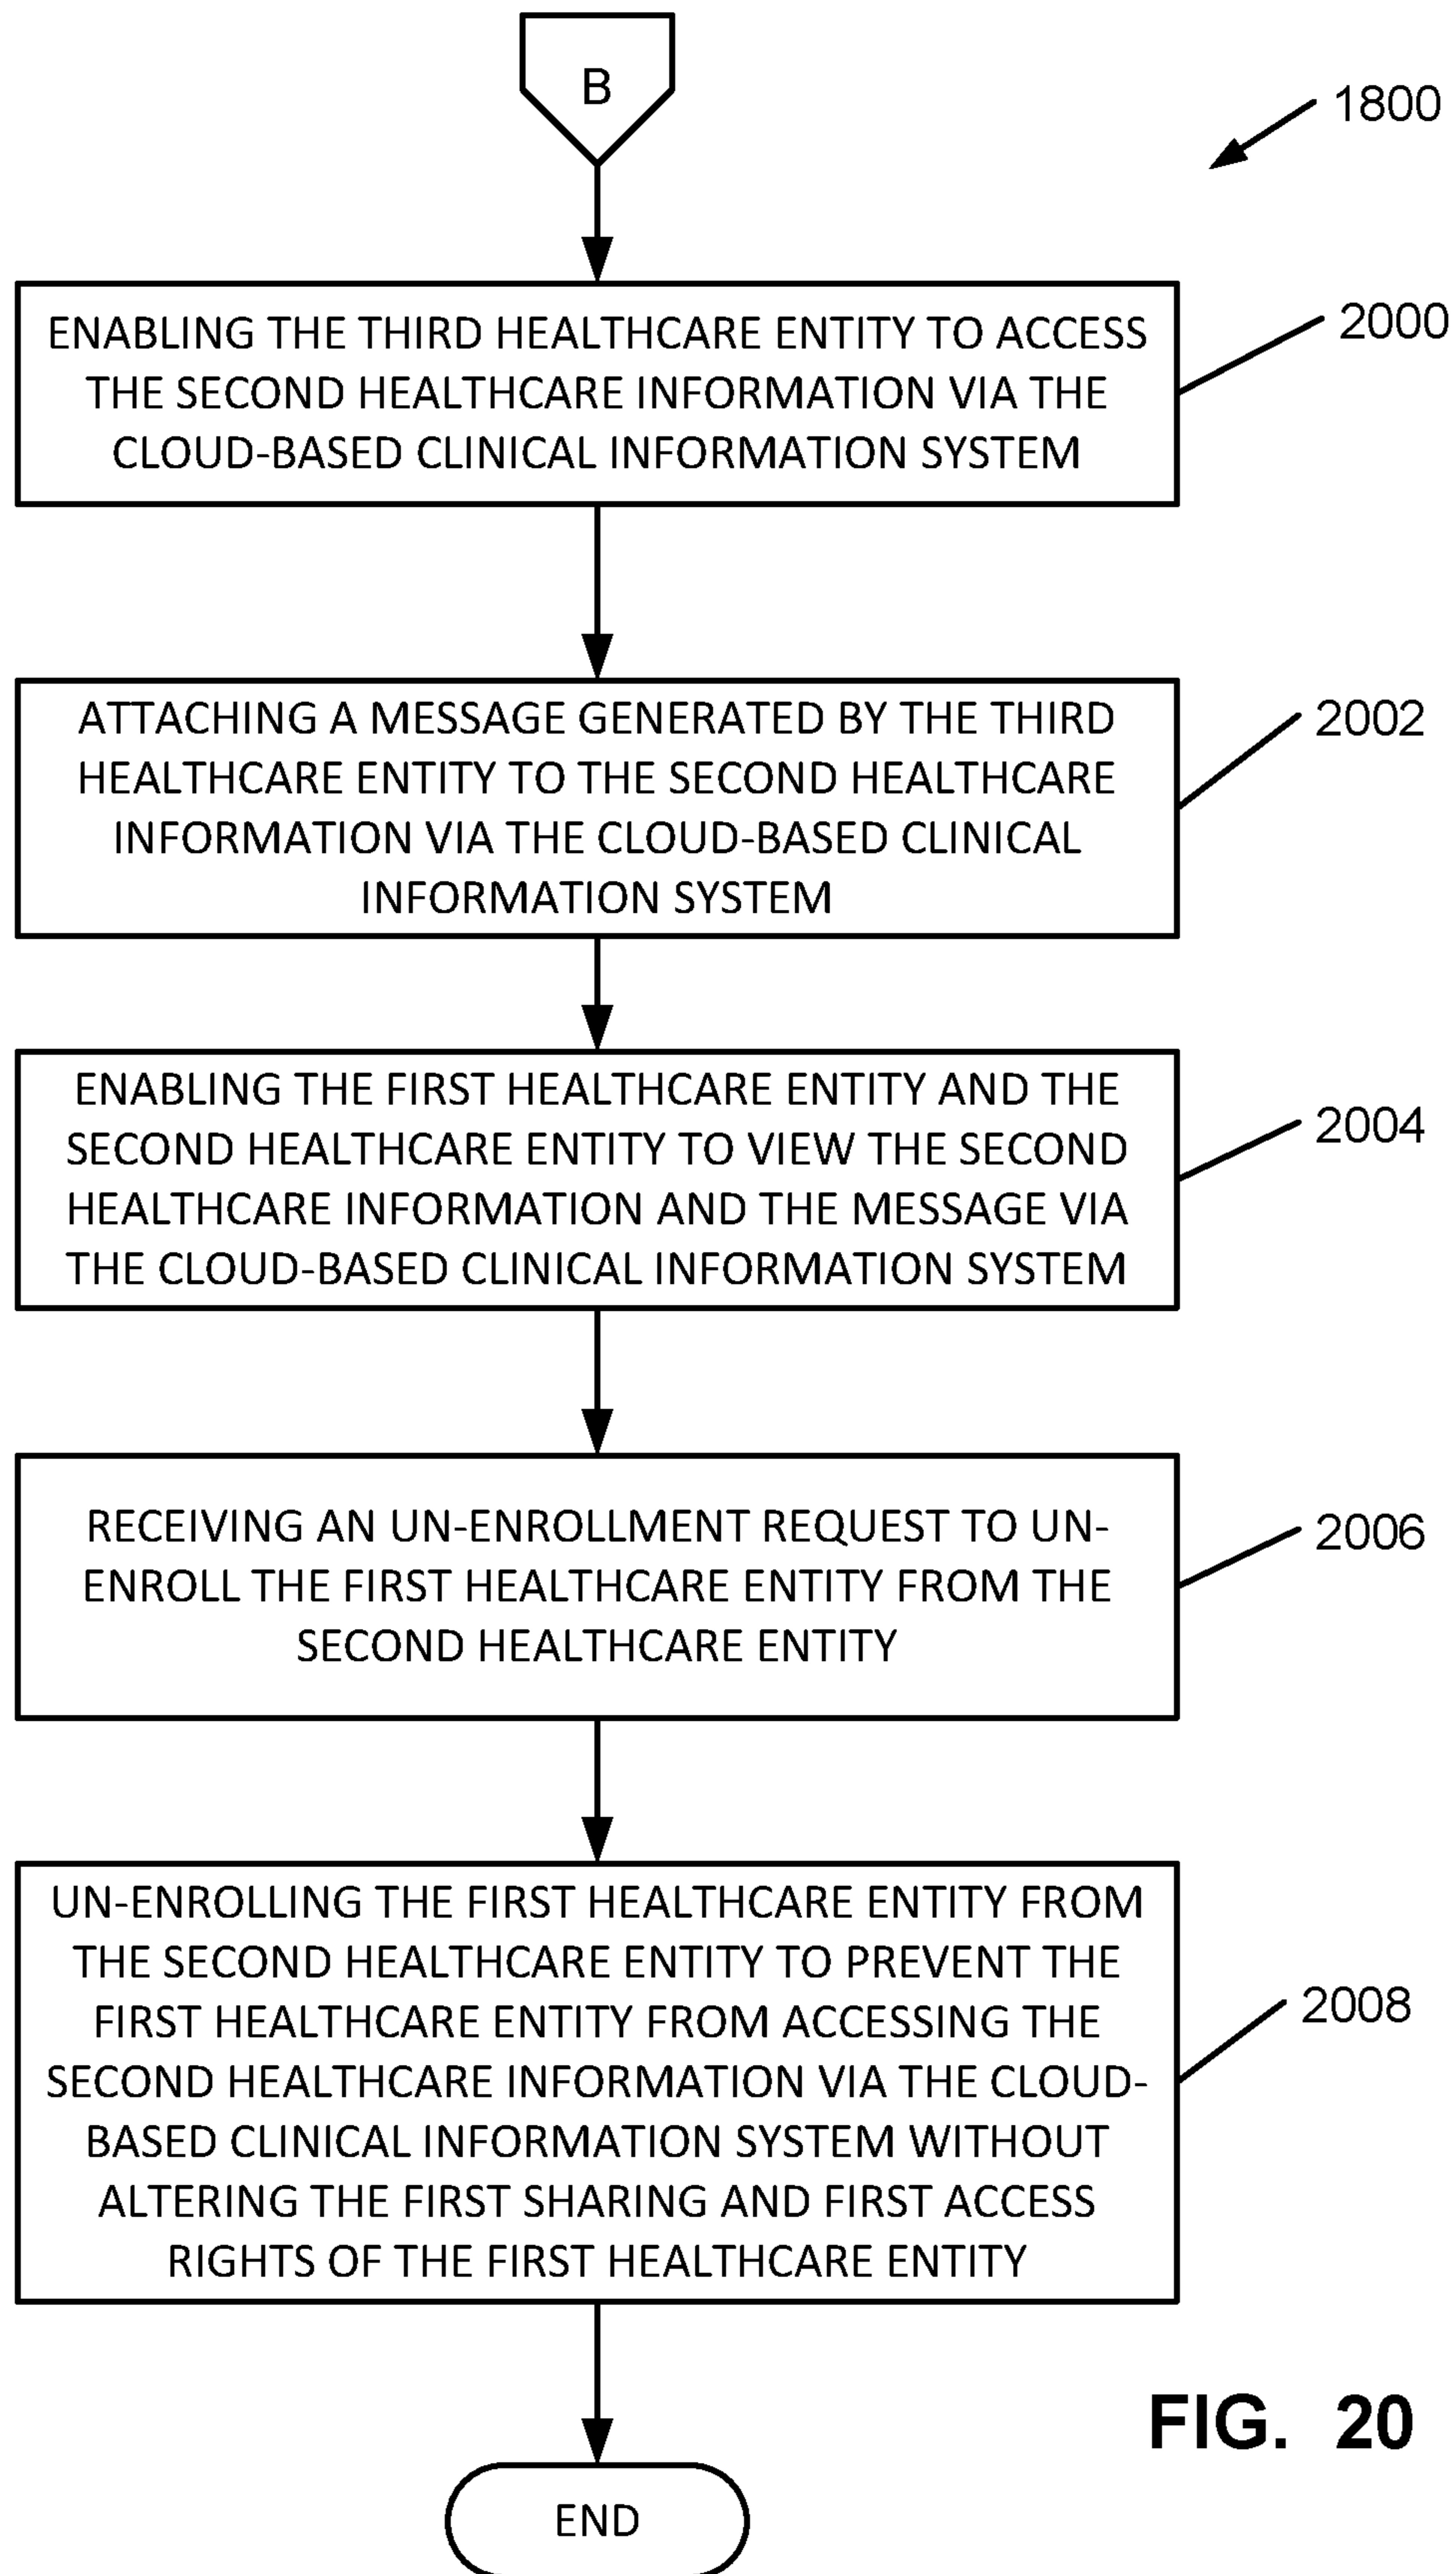 B
1800
ENABLING THE THIRD HEALTHCARE ENTITY TO ACCESS
THE SECOND HEALTHCARE INFORMATION VIA THE
CLOUD-BASED CLINICAL INFORMATION SYSTEM
2000
ATTACHING A MESSAGE GENERATED BY THE THIRD
HEALTHCARE ENTITY TO THE SECOND HEALTHCARE
INFORMATION VIA THE CLOUD-BASED CLINICAL
INFORMATION SYSTEM
2002
ENABLING THE FIRST HEALTHCARE ENTITY AND THE
SECOND HEALTHCARE ENTITY TO VIEW THE SECOND
HEALTHCARE INFORMATION AND THE MESSAGE VIA
THE CLOUD-BASED CLINICAL INFORMATION SYSTEM
2004
RECEIVING AN UN-ENROLLMENT REQUEST TO UN-
ENROLL THE FIRST HEALTHCARE ENTITY FROM THE
SECOND HEALTHCARE ENTITY
2006
UN-ENROLLING THE FIRST HEALTHCARE ENTITY FROM
THE SECOND HEALTHCARE ENTITY TO PREVENT THE
FIRST HEALTHCARE ENTITY FROM ACCESSING THE
SECOND HEALTHCARE INFORMATION VIA THE CLOUD-
BASED CLINICAL INFORMATION SYSTEM WITHOUT
ALTERING THE FIRST SHARING AND FIRST ACCESS
RIGHTS OF THE FIRST HEALTHCARE ENTITY
2008
FIG. 20
END